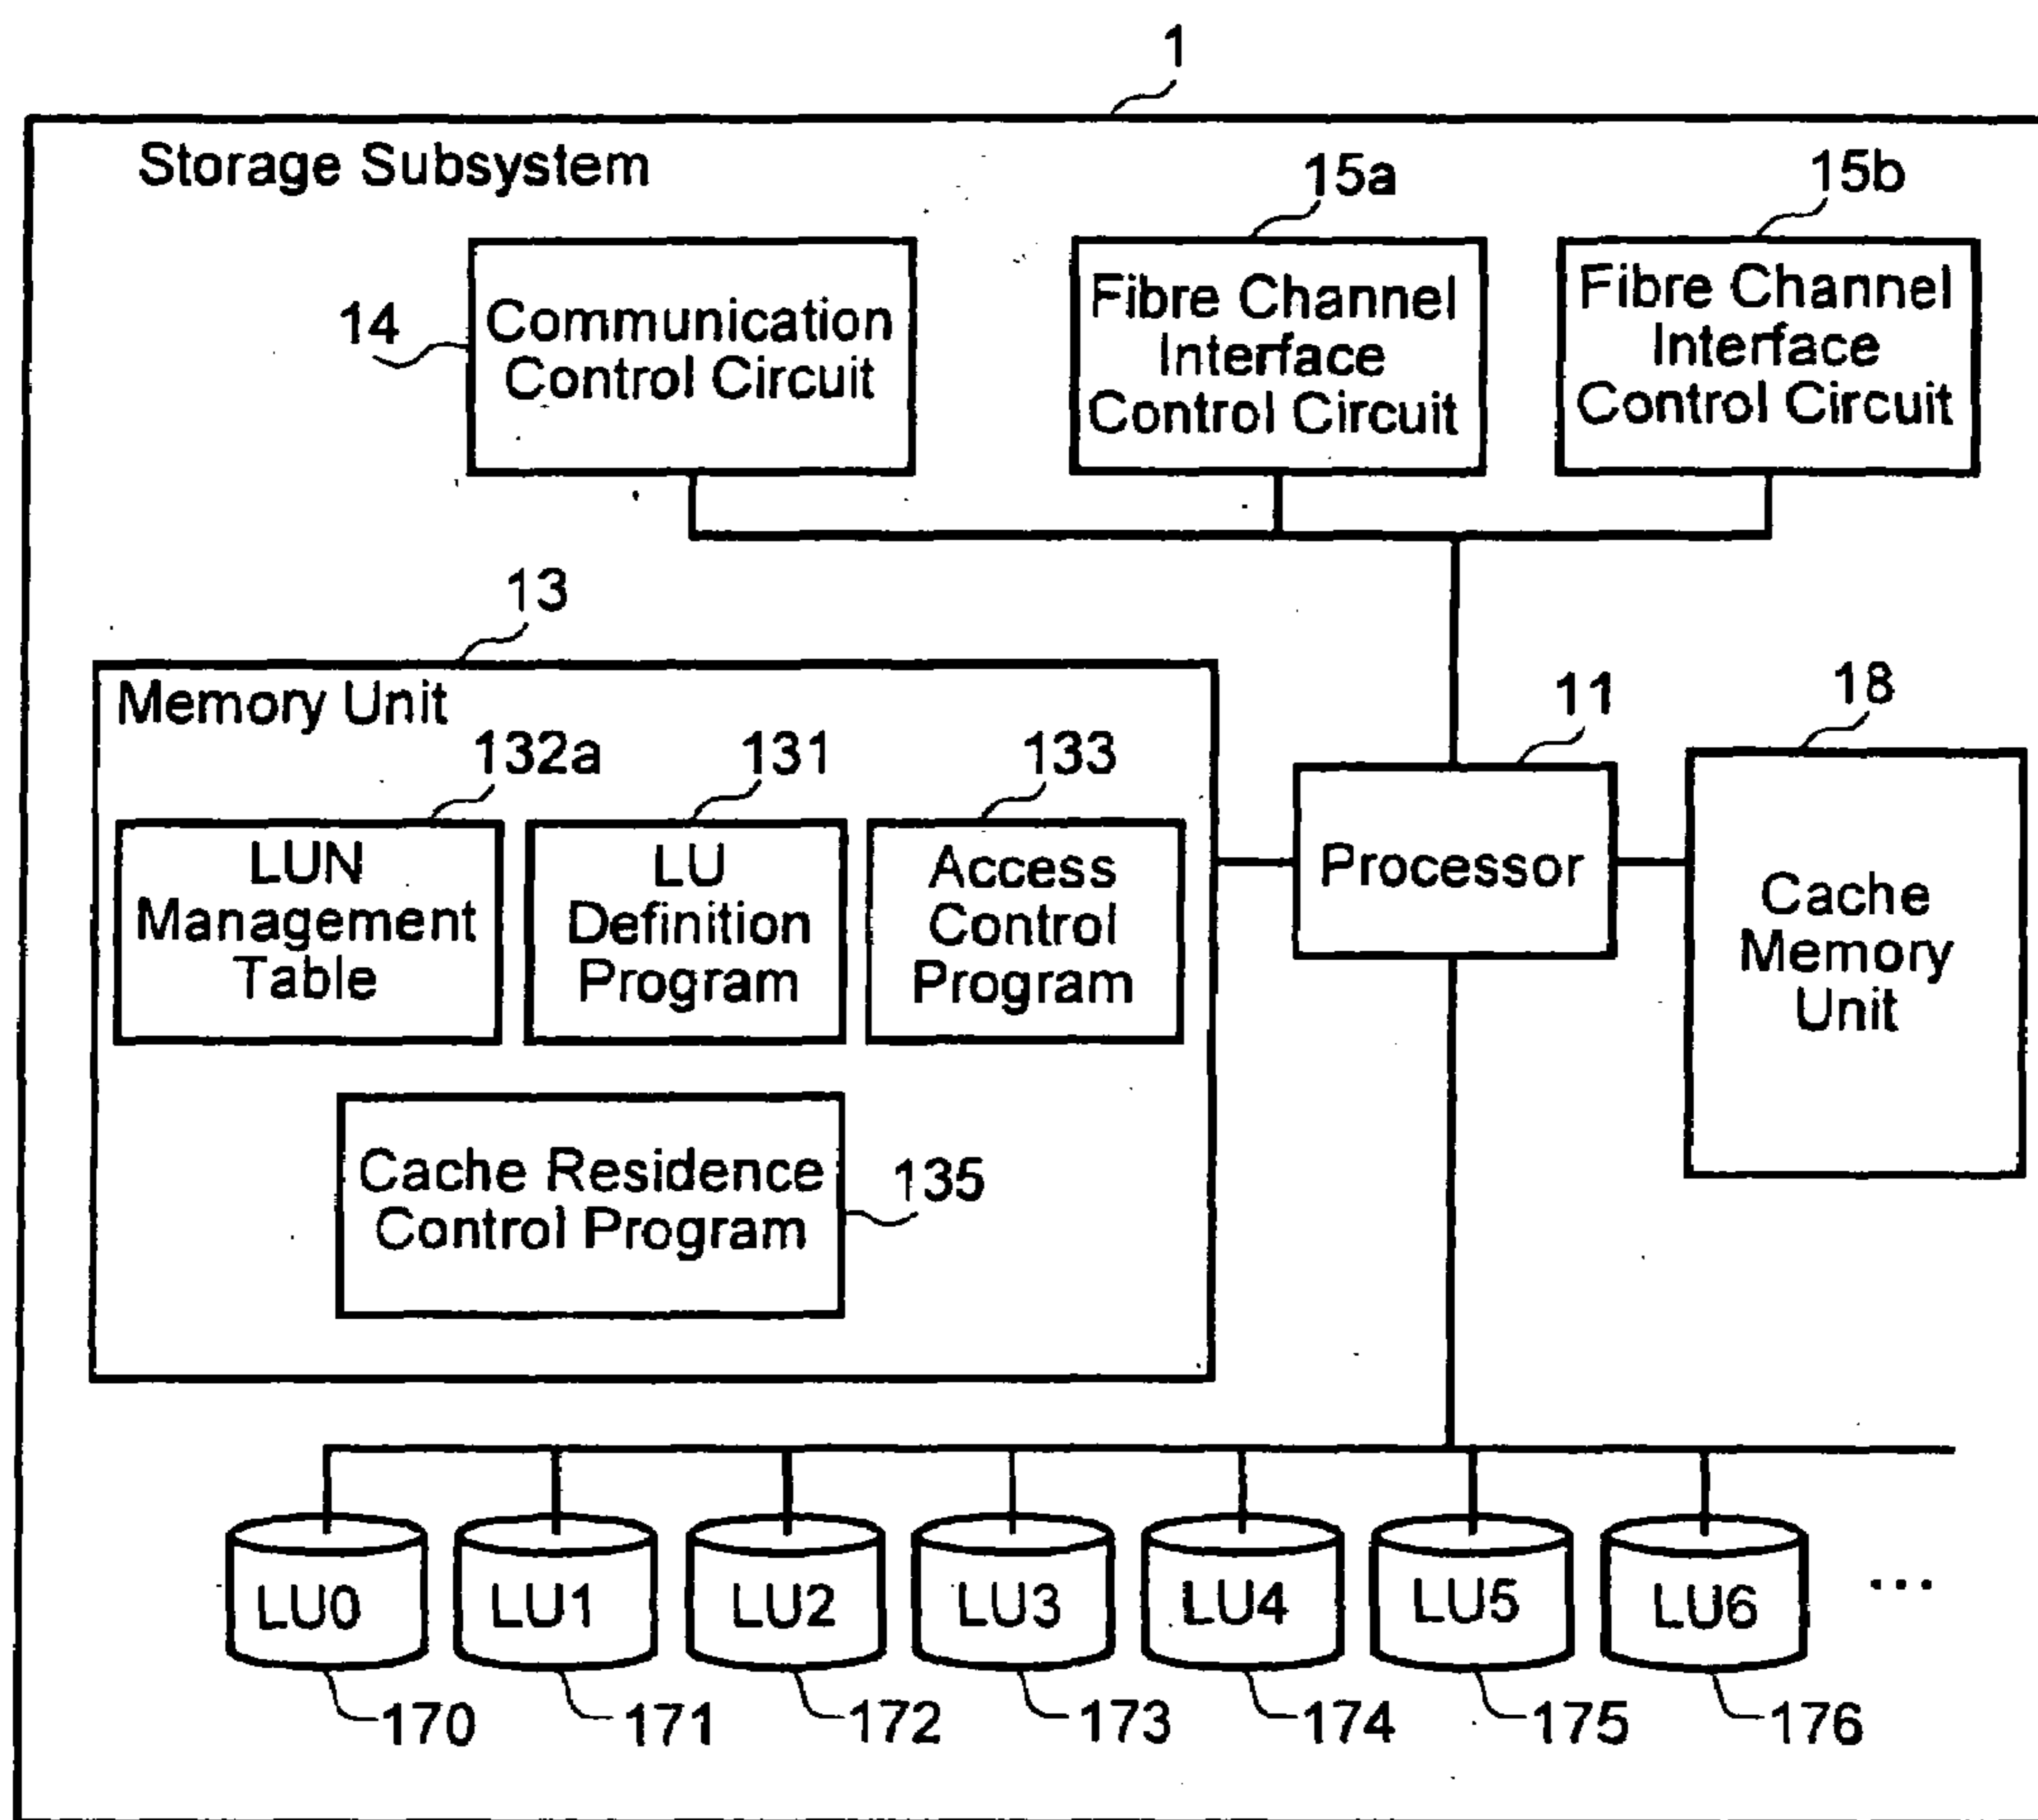 1
Storage Subsystem
15a
15b
14
Communication
Control Circuit
Fibre Channel
Interface
Control Circuit
Fibre Channel
Interface
Control Circuit
13
Memory Unit
132a
131
133
11
18
LUN
Management
Table
LU
Definition
Program
Access
Control
Program
Processor
Cache
Memory
Unit
Cache Residence
Control Program
135
LU0
LU1
LU2
LU3
LU4
LU5
LU6
...
170
171
172
173
174
175
176